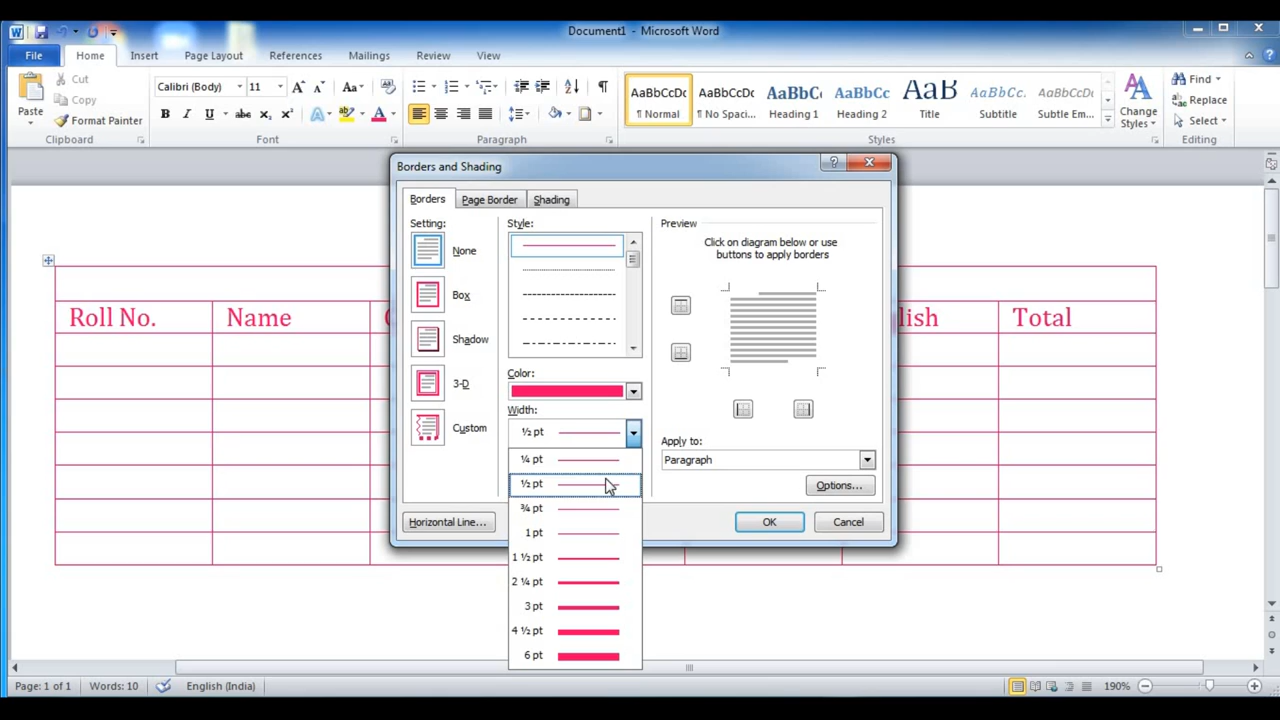 Document1 - Microsoft Word
File Home Insert Page Layout References Mailings Review View
Paste
Cut
Copy
Format Painter
Clipboard
Calibri (Body) 11
Aa
B I U abc x₂ x² A ab A
Font
Paragraph
AaBbCcDc AaBbCcDc AaBbC AaBbCc AaB AaBbCc. AaBbCcDc
¶ Normal ¶ No Spaci... Heading 1 Heading 2 Title Subtitle Subtle Em...
Change Styles
Styles
Find
Replace
Select
Editing
Borders and Shading
Borders Page Border Shading
Setting:
None
Box
Shadow
3-D
Custom
Style:
Color:
Width:
½ pt
¼ pt
½ pt
¾ pt
1 pt
1 ½ pt
2 ¼ pt
3 pt
4 ½ pt
6 pt
Preview
Click on diagram below or use
buttons to apply borders
Apply to:
Paragraph
Options...
Horizontal Line... OK Cancel
Roll No. Name lish Total
Page: 1 of 1 Words: 10 English (India) 190%